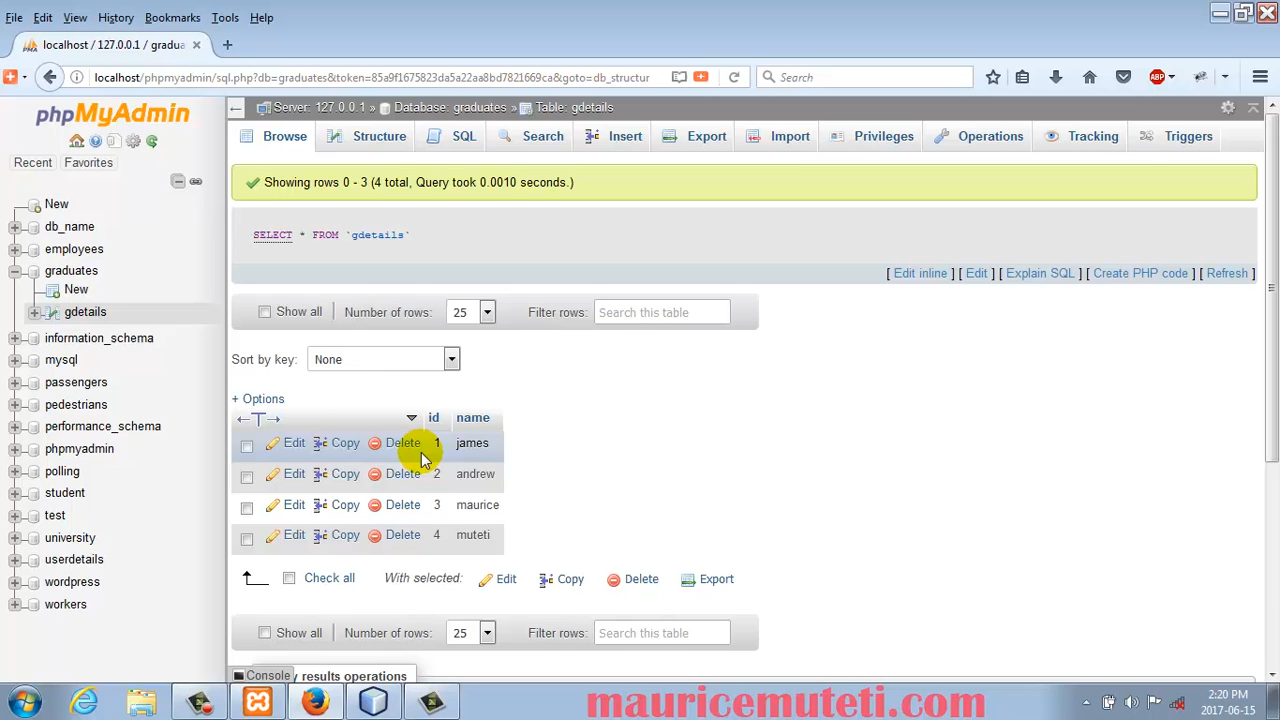 File Edit View History Bookmarks Tools Help
localhost / 127.0.0.1 / gradua
localhost/phpmyadmin/sql.php?db=graduates&token=85a9f1675823da5a22aa8bd7821669ca&goto=db_structur
Search
ABP
phpMyAdmin
Recent Favorites
New
db_name
employees
graduates
New
gdetails
information_schema
mysql
passengers
pedestrians
performance_schema
phpmyadmin
polling
student
test
university
userdetails
wordpress
workers
Server: 127.0.0.1 » Database: graduates » Table: gdetails
Browse Structure SQL Search Insert Export Import Privileges Operations Tracking Triggers
Showing rows 0 - 3 (4 total, Query took 0.0010 seconds.)
SELECT * FROM `gdetails`
[ Edit inline ] [ Edit ] [ Explain SQL ] [ Create PHP code ] [ Refresh ]
Show all Number of rows: 25 Filter rows: Search this table
Sort by key: None
+ Options
←T→ id name
Edit Copy Delete 1 james
Edit Copy Delete 2 andrew
Edit Copy Delete 3 maurice
Edit Copy Delete 4 muteti
Check all With selected: Edit Copy Delete Export
Show all Number of rows: 25 Filter rows: Search this table
Console y results operations
mauricemuteti.com
2:20 PM
2017-06-15